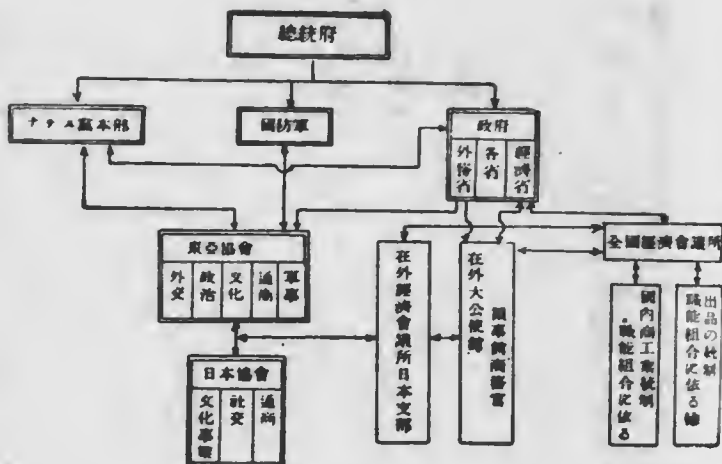 總統府
ナチス黨本部
國防軍
政府
外務省
各省
經濟省
東亞協會
外交
政治
文化
通商
軍事
日本協會
文化事業
社交
通商
在外經濟會議所日本支部
在外大公使館
領事館商務官
全國經濟會議所
國内商工業統制
職能組合に依る
出品の統制
職能組合に依る